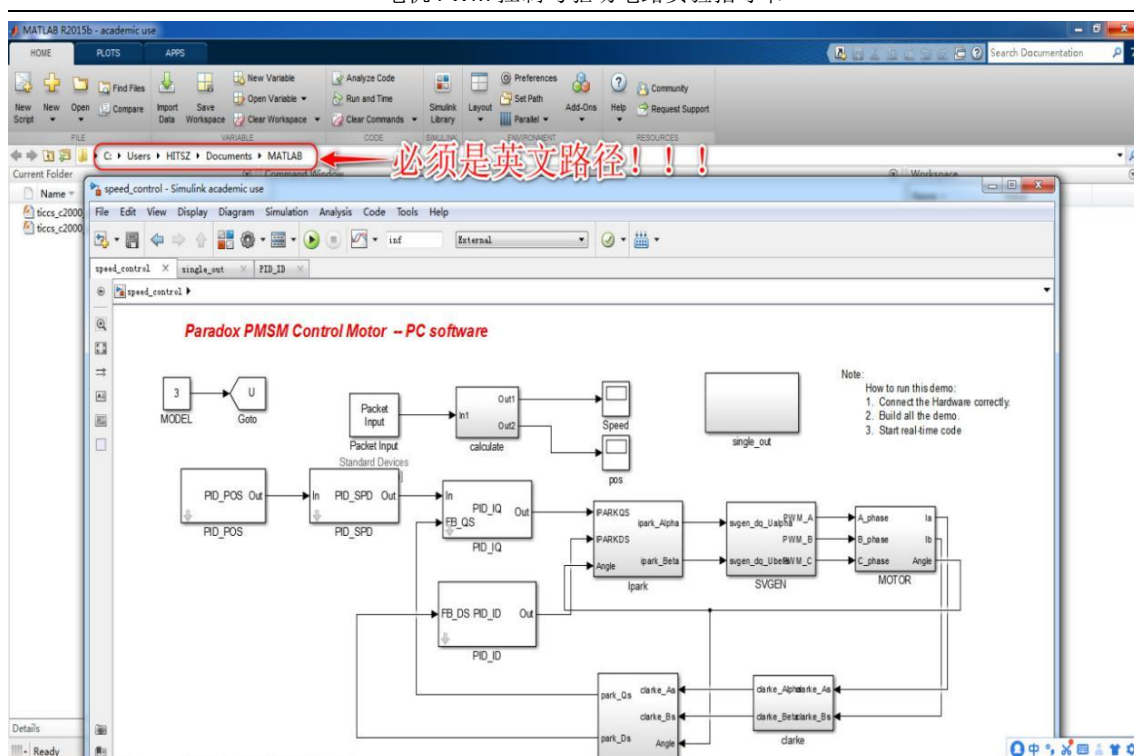 MATLAB R2015b - academic use
HOME PLOTS APPS
Search Documentation
New Script
New
Open
Find Files
Compare
Import Data
Save Workspace
New Variable
Open Variable
Clear Workspace
Analyze Code
Run and Time
Clear Commands
Simulink Library
Layout
Preferences
Set Path
Parallel
Add-Ons
Help
Community
Request Support
FILE VARIABLE CODE SIMULINK ENVIRONMENT RESOURCES
C: Users HITSZ Documents MATLAB
必须是英文路径！！！
Current Folder Command Window Workspace
Name
ticcs_c2000
ticcs_c2000
speed_control - Simulink academic use
File Edit View Display Diagram Simulation Analysis Code Tools Help
inf External
speed_control single_out PID_ID
speed_control
Paradox PMSM Control Motor -- PC software
3
MODEL
U
Goto
Packet Input
Packet Input
Standard Devices
In1 Out1
Out2
calculate
Speed
pos
single_out
Note:
How to run this demo:
1. Connect the Hardware correctly.
2. Build all the demo.
3. Start real-time code
PID_POS Out
PID_POS
In PID_SPD Out
PID_SPD
In
PID_IQ Out
FB_QS
PID_IQ
FB_DS PID_ID Out
PID_ID
IPARKQS
ipark_Alpha
IPARKDS
ipark_Beta
Angle
Ipark
svgen_dq_Ualpha PWM_A
PWM_B
svgen_dq_Ubeta PWM_C
SVGEN
A_phase Ia
B_phase Ib
C_phase Angle
MOTOR
park_Qs clarke_As
clarke_Bs
park_Ds Angle
clarke_Alpha clarke_As
clarke_Beta clarke_Bs
clarke
Details
Ready
中